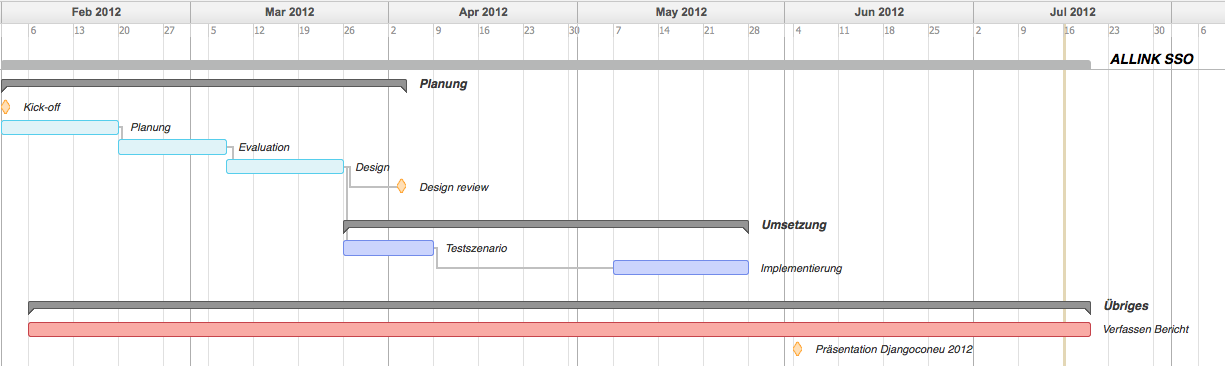 Feb 2012 Mar 2012 Apr 2012 May 2012 Jun 2012 Jul 2012
6 13 20 27 5 12 19 26 2 9 16 23 30 7 14 21 28 4 11 18 25 2 9 16 23 30 6
ALLINK SSO
Planung
Kick-off
Planung
Evaluation
Design
Design review
Umsetzung
Testszenario
Implementierung
Übriges
Verfassen Bericht
Präsentation Djangoconeu 2012